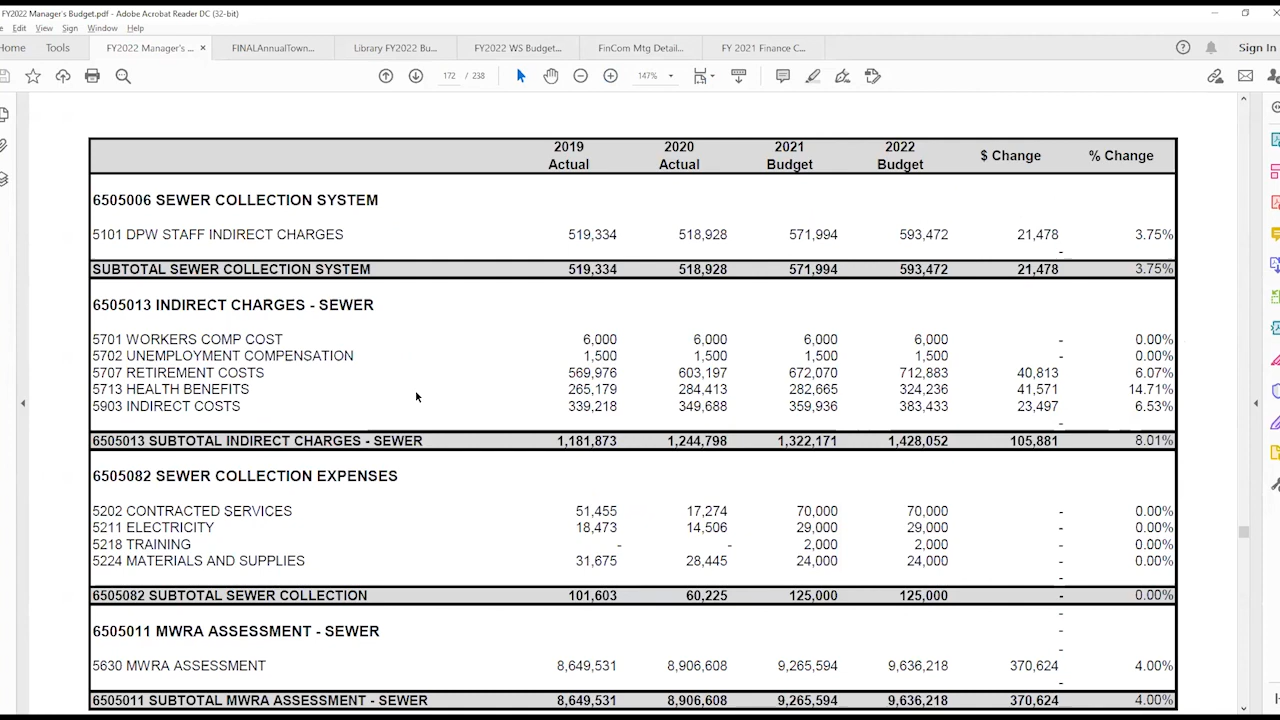 FY2022 Manager's Budget.pdf - Adobe Acrobat Reader DC (32-bit)
Edit View Sign Window Help
Home Tools FY2022 Manager's ... × FINALAnnualTown... Library FY2022 Bu... FY2022 WS Budget... FinCom Mtg Detail... FY 2021 Finance C... Sign In
172 / 238 147%
2019 2020 2021 2022
Actual Actual Budget Budget $ Change % Change
6505006 SEWER COLLECTION SYSTEM
5101 DPW STAFF INDIRECT CHARGES 519,334 518,928 571,994 593,472 21,478 3.75%
-
SUBTOTAL SEWER COLLECTION SYSTEM 519,334 518,928 571,994 593,472 21,478 3.75%
6505013 INDIRECT CHARGES - SEWER
5701 WORKERS COMP COST 6,000 6,000 6,000 6,000 - 0.00%
5702 UNEMPLOYMENT COMPENSATION 1,500 1,500 1,500 1,500 - 0.00%
5707 RETIREMENT COSTS 569,976 603,197 672,070 712,883 40,813 6.07%
5713 HEALTH BENEFITS 265,179 284,413 282,665 324,236 41,571 14.71%
5903 INDIRECT COSTS 339,218 349,688 359,936 383,433 23,497 6.53%
-
6505013 SUBTOTAL INDIRECT CHARGES - SEWER 1,181,873 1,244,798 1,322,171 1,428,052 105,881 8.01%
6505082 SEWER COLLECTION EXPENSES
5202 CONTRACTED SERVICES 51,455 17,274 70,000 70,000 - 0.00%
5211 ELECTRICITY 18,473 14,506 29,000 29,000 - 0.00%
5218 TRAINING - - 2,000 2,000 - 0.00%
5224 MATERIALS AND SUPPLIES 31,675 28,445 24,000 24,000 - 0.00%
-
6505082 SUBTOTAL SEWER COLLECTION 101,603 60,225 125,000 125,000 - 0.00%
-
6505011 MWRA ASSESSMENT - SEWER -
-
5630 MWRA ASSESSMENT 8,649,531 8,906,608 9,265,594 9,636,218 370,624 4.00%
-
6505011 SUBTOTAL MWRA ASSESSMENT - SEWER 8,649,531 8,906,608 9,265,594 9,636,218 370,624 4.00%